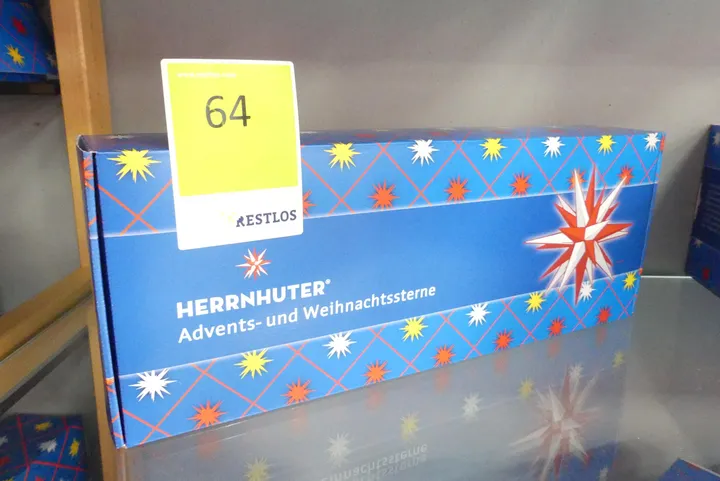 64
RESTLOS
HERRNHUTER®
Advents- und Weihnachtssterne